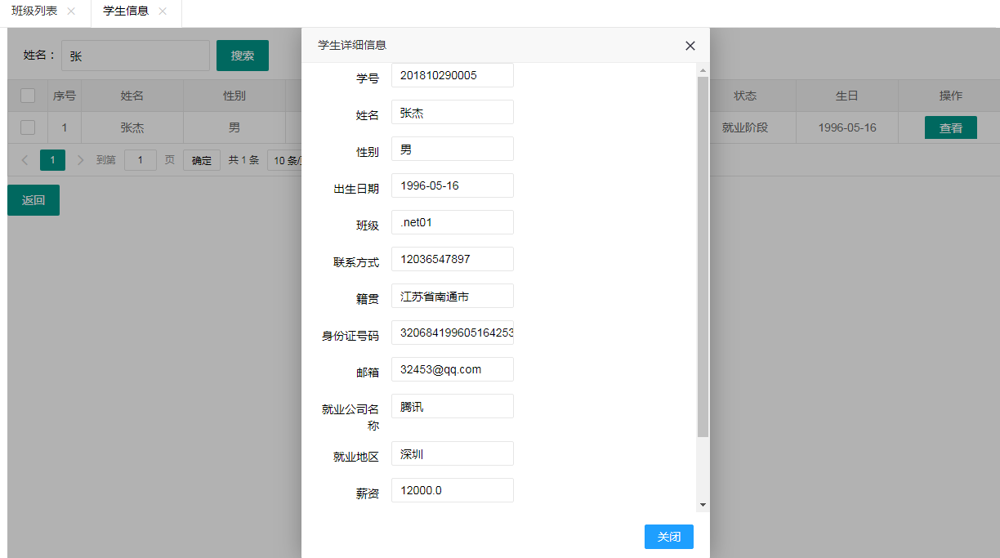 班级列表 学生信息
姓名： 张 搜索
序号 姓名 性别 状态 生日 操作
1 张杰 男 就业阶段 1996-05-16 查看
1 到第 1 页 确定 共 1 条 10 条/
返回
学生详细信息
学号 201810290005
姓名 张杰
性别 男
出生日期 1996-05-16
班级 .net01
联系方式 12036547897
籍贯 江苏省南通市
身份证号码 320684199605164253
邮箱 32453@qq.com
就业公司名
称 腾讯
就业地区 深圳
薪资 12000.0
关闭